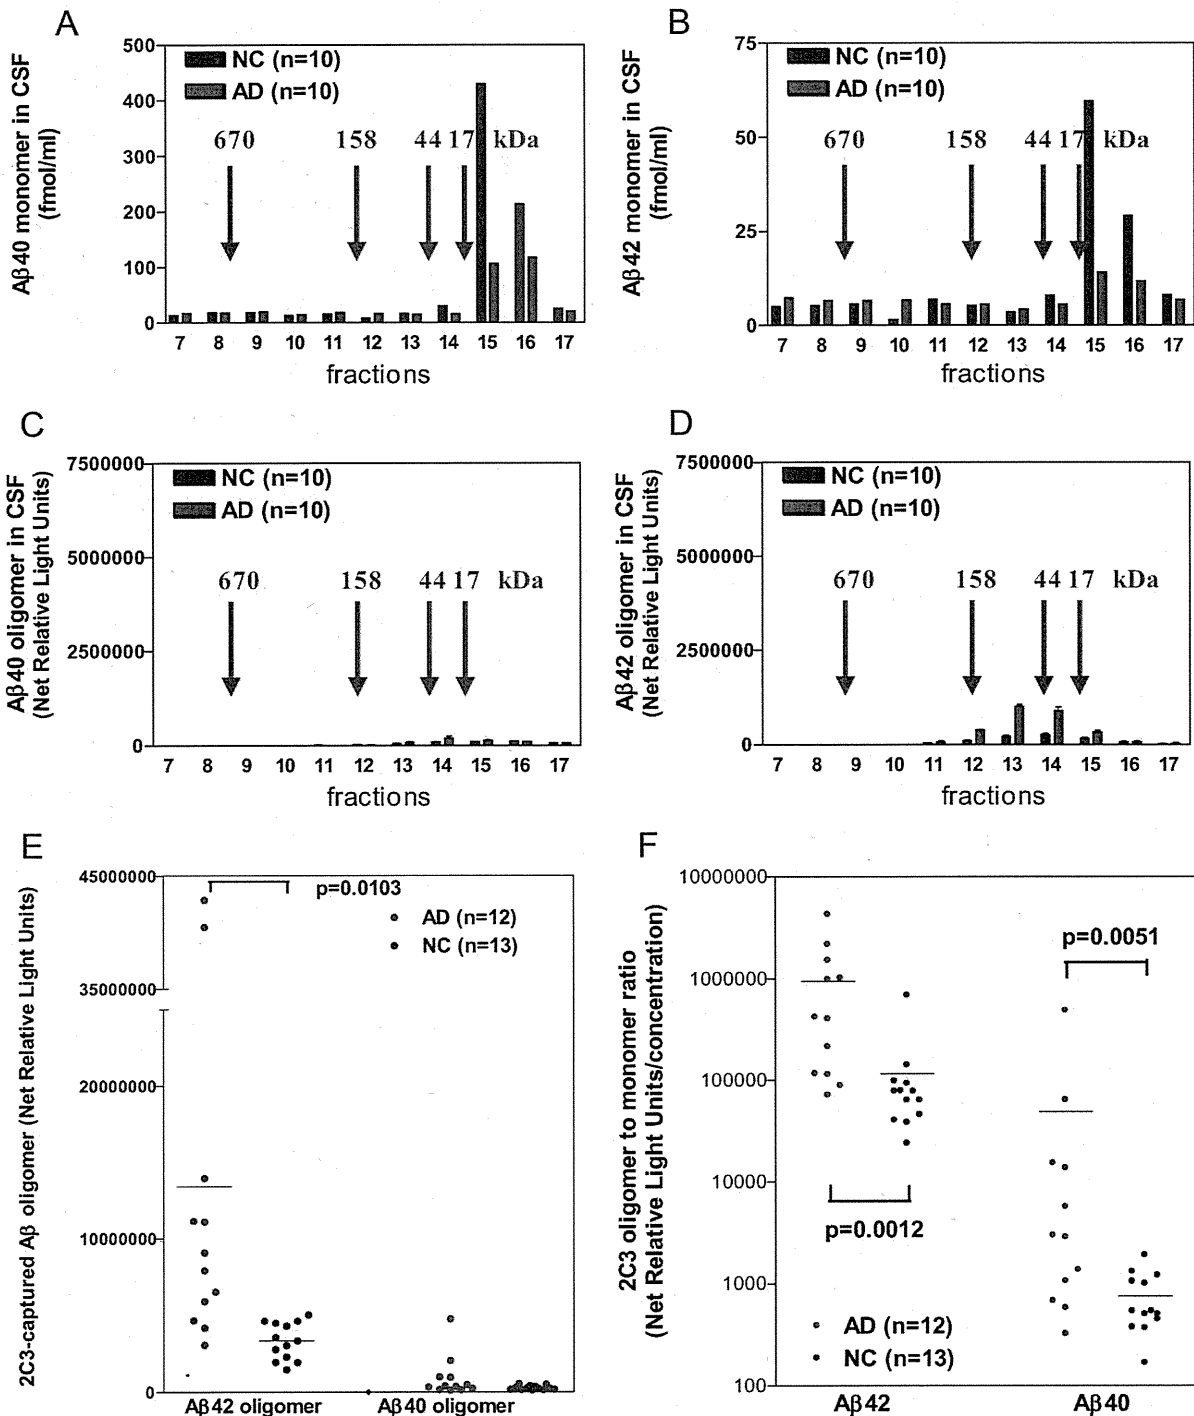 A
Aβ40 monomer in CSF
(fmol/ml)
500
400
300
200
100
0
NC (n=10)
AD (n=10)
670 158 44 17 kDa
7 8 9 10 11 12 13 14 15 16 17
fractions
B
Aβ42 monomer in CSF
(fmol/ml)
75
50
25
0
NC (n=10)
AD (n=10)
670 158 44 17 kDa
7 8 9 10 11 12 13 14 15 16 17
fractions
C
Aβ40 oligomer in CSF
(Net Relative Light Units)
7500000
5000000
2500000
0
NC (n=10)
AD (n=10)
670 158 44 17 kDa
7 8 9 10 11 12 13 14 15 16 17
fractions
D
Aβ42 oligomer in CSF
(Net Relative Light Units)
7500000
5000000
2500000
0
NC (n=10)
AD (n=10)
670 158 44 17 kDa
7 8 9 10 11 12 13 14 15 16 17
fractions
E
2C3-captured Aβ oligomer (Net Relative Light Units)
45000000
35000000
20000000
10000000
0
p=0.0103
AD (n=12)
NC (n=13)
Aβ42 oligomer Aβ40 oligomer
F
2C3 oligomer to monomer ratio
(Net Relative Light Units/concentration)
10000000
1000000
100000
10000
1000
100
p=0.0051
p=0.0012
AD (n=12)
NC (n=13)
Aβ42 Aβ40